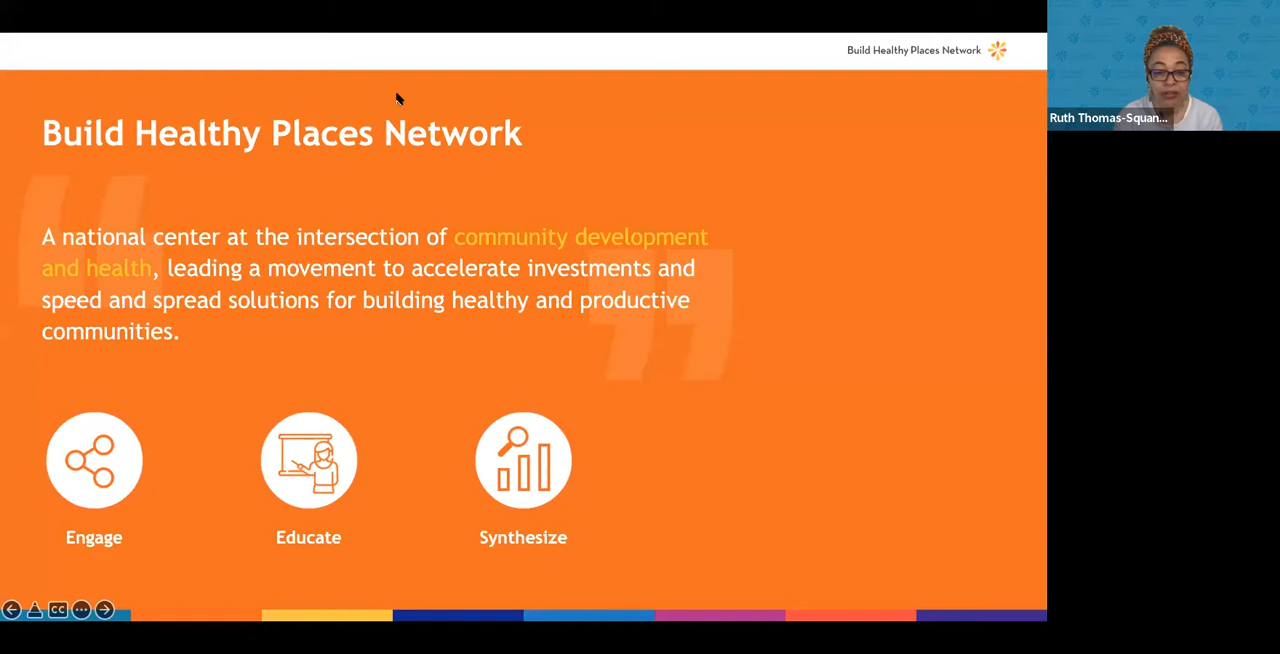 Build Healthy Places Network
Ruth Thomas-Squan...
Build Healthy Places Network
A national center at the intersection of community development
and health, leading a movement to accelerate investments and
speed and spread solutions for building healthy and productive
communities.
Engage
Educate
Synthesize
CC